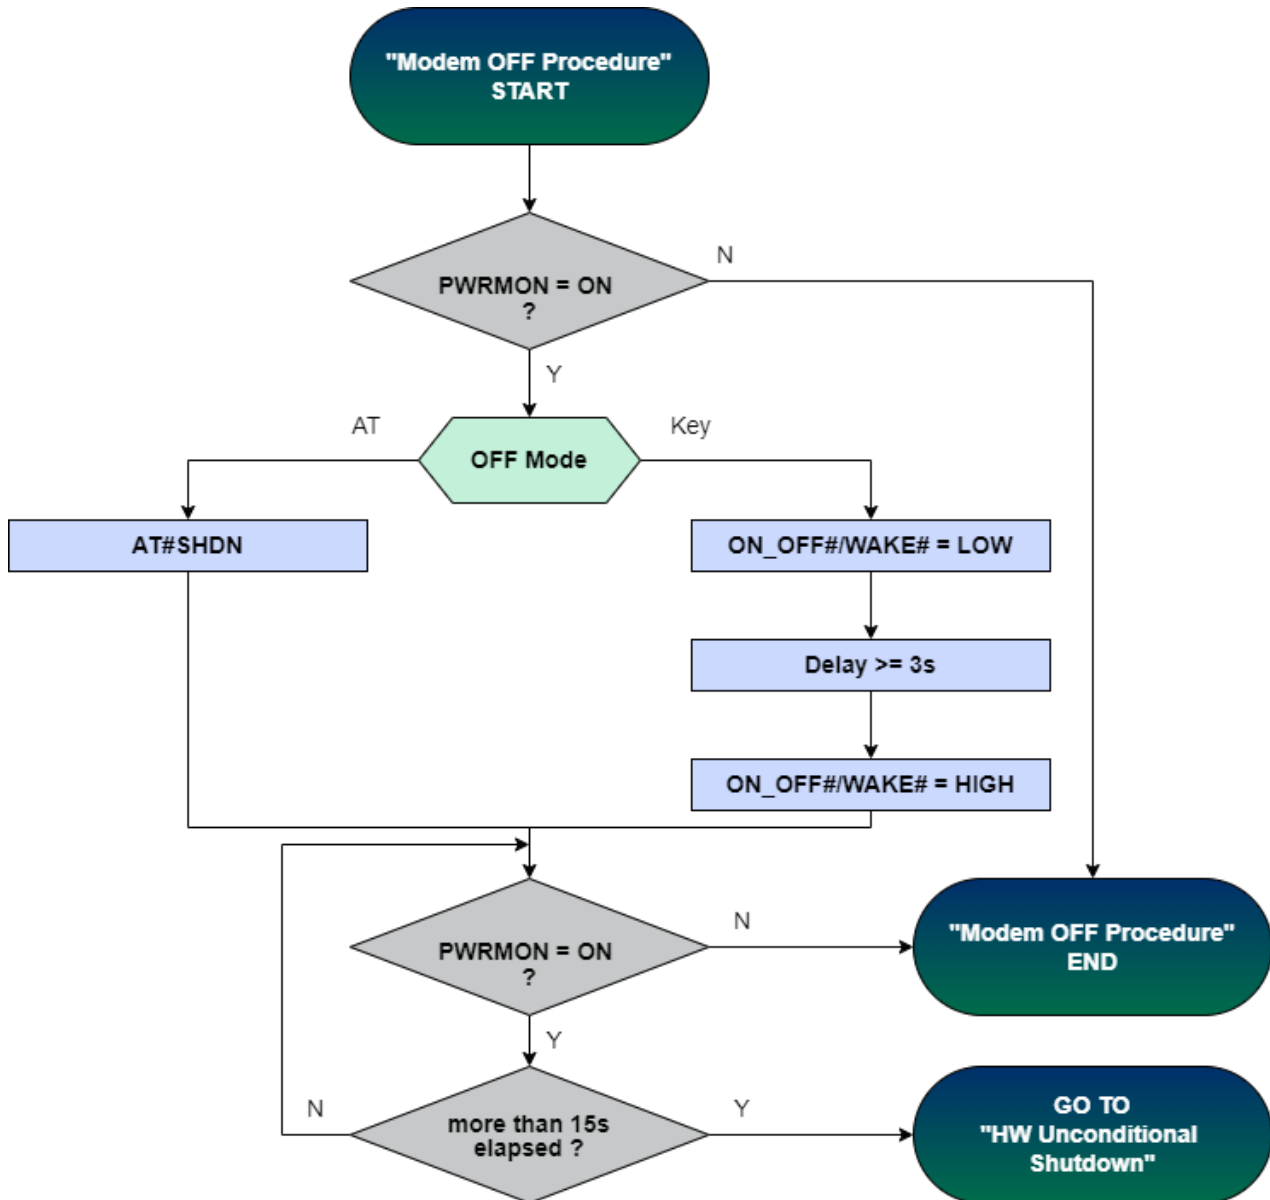 "Modem OFF Procedure"
START
N
PWRMON = ON
?
Y
AT
Key
OFF Mode
AT#SHDN
ON_OFF#/WAKE# = LOW
Delay >= 3s
ON_OFF#/WAKE# = HIGH
N
"Modem OFF Procedure"
END
PWRMON = ON
?
Y
N
Y
more than 15s
elapsed ?
GO TO
"HW Unconditional
Shutdown"